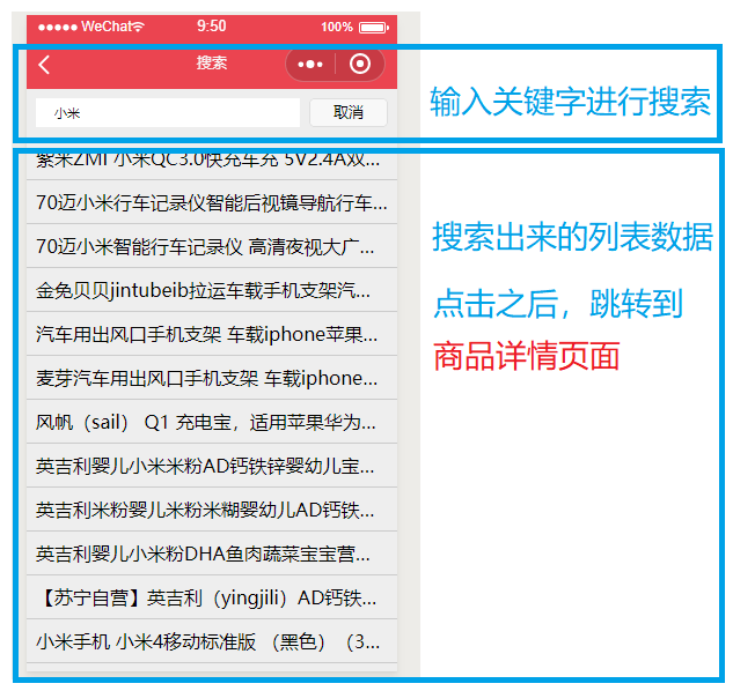 WeChat 9:50 100%
搜索
小米 取消
输入关键字进行搜索
紫米ZMI 小米QC3.0快充车充 5V2.4A双...
70迈小米行车记录仪智能后视镜导航行车...
70迈小米智能行车记录仪 高清夜视大广...
金免贝贝jintubeib拉运车载手机支架汽...
汽车用出风口手机支架 车载iphone苹果...
麦芽汽车用出风口手机支架 车载iphone...
风帆（sail） Q1 充电宝，适用苹果华为...
英吉利婴儿小米米粉AD钙铁锌婴幼儿宝...
英吉利米粉婴儿米粉米糊婴幼儿AD钙铁...
英吉利婴儿小米粉DHA鱼肉蔬菜宝宝营...
【苏宁自营】英吉利（yingjili）AD钙铁...
小米手机 小米4移动标准版 （黑色）（3...
搜索出来的列表数据
点击之后，跳转到
商品详情页面